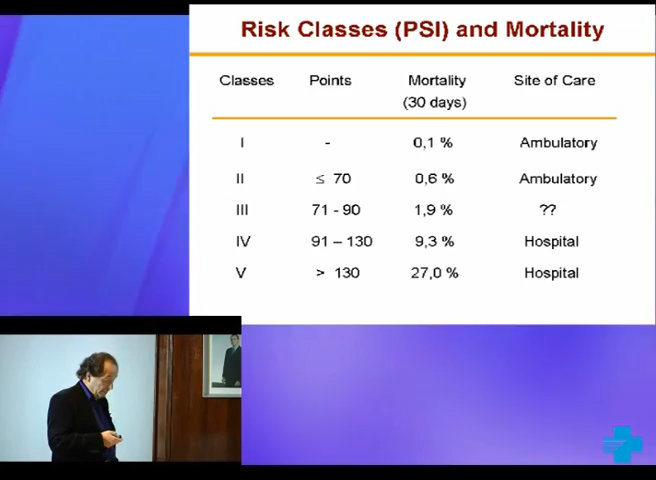 Risk Classes (PSI) and Mortality
Classes Points Mortality Site of Care
(30 days)
I - 0,1 % Ambulatory
II ≤ 70 0,6 % Ambulatory
III 71 - 90 1,9 % ??
IV 91 – 130 9,3 % Hospital
V > 130 27,0 % Hospital